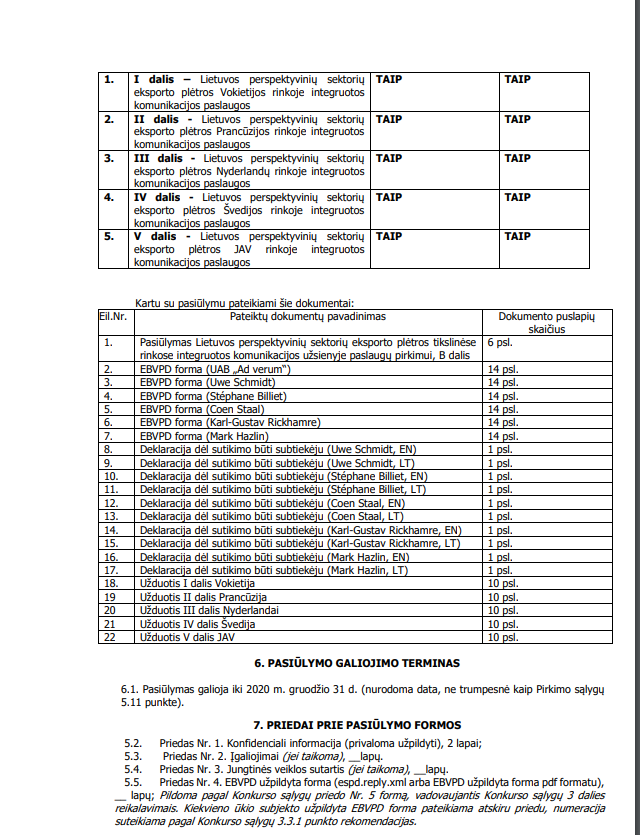 1. I dalis – Lietuvos perspektyvinių sektorių TAIP TAIP
eksporto plėtros Vokietijos rinkoje integruotos
komunikacijos paslaugos
2. II dalis - Lietuvos perspektyvinių sektorių TAIP TAIP
eksporto plėtros Prancūzijos rinkoje integruotos
komunikacijos paslaugos
3. III dalis - Lietuvos perspektyvinių sektorių TAIP TAIP
eksporto plėtros Nyderlandų rinkoje integruotos
komunikacijos paslaugos
4. IV dalis - Lietuvos perspektyvinių sektorių TAIP TAIP
eksporto plėtros Švedijos rinkoje integruotos
komunikacijos paslaugos
5. V dalis - Lietuvos perspektyvinių sektorių TAIP TAIP
eksporto plėtros JAV rinkoje integruotos
komunikacijos paslaugos
Kartu su pasiūlymu pateikiami šie dokumentai:
Eil.Nr. Pateiktų dokumentų pavadinimas Dokumento puslapių
skaičius
1. Pasiūlymas Lietuvos perspektyvinių sektorių eksporto plėtros tikslinėse 6 psl.
rinkose integruotos komunikacijos užsienyje paslaugų pirkimui, B dalis
2. EBVPD forma (UAB „Ad verum“) 14 psl.
3. EBVPD forma (Uwe Schmidt) 14 psl.
4. EBVPD forma (Stéphane Billiet) 14 psl.
5. EBVPD forma (Coen Staal) 14 psl.
6. EBVPD forma (Karl-Gustav Rickhamre) 14 psl.
7. EBVPD forma (Mark Hazlin) 14 psl.
8. Deklaracija dėl sutikimo būti subtiekėju (Uwe Schmidt, EN) 1 psl.
9. Deklaracija dėl sutikimo būti subtiekėju (Uwe Schmidt, LT) 1 psl.
10. Deklaracija dėl sutikimo būti subtiekėju (Stéphane Billiet, EN) 1 psl.
11. Deklaracija dėl sutikimo būti subtiekėju (Stéphane Billiet, LT) 1 psl.
12. Deklaracija dėl sutikimo būti subtiekėju (Coen Staal, EN) 1 psl.
13. Deklaracija dėl sutikimo būti subtiekėju (Coen Staal, LT) 1 psl.
14. Deklaracija dėl sutikimo būti subtiekėju (Karl-Gustav Rickhamre, EN) 1 psl.
15. Deklaracija dėl sutikimo būti subtiekėju (Karl-Gustav Rickhamre, LT) 1 psl.
16. Deklaracija dėl sutikimo būti subtiekėju (Mark Hazlin, EN) 1 psl.
17. Deklaracija dėl sutikimo būti subtiekėju (Mark Hazlin, LT) 1 psl.
18. Užduotis I dalis Vokietija 10 psl.
19 Užduotis II dalis Prancūzija 10 psl.
20 Užduotis III dalis Nyderlandai 10 psl.
21 Užduotis IV dalis Švedija 10 psl.
22 Užduotis V dalis JAV 10 psl.
6. PASIŪLYMO GALIOJIMO TERMINAS
6.1. Pasiūlymas galioja iki 2020 m. gruodžio 31 d. (nurodoma data, ne trumpesnė kaip Pirkimo sąlygų
5.11 punkte).
7. PRIEDAI PRIE PASIŪLYMO FORMOS
5.2. Priedas Nr. 1. Konfidenciali informacija (privaloma užpildyti), 2 lapai;
5.3. Priedas Nr. 2. Įgaliojimai (jei taikoma), __lapų.
5.4. Priedas Nr. 3. Jungtinės veiklos sutartis (jei taikoma), __lapų.
5.5. Priedas Nr. 4. EBVPD užpildyta forma (espd.reply.xml arba EBVPD užpildyta forma pdf formatu),
__ lapų; Pildoma pagal Konkurso sąlygų priedo Nr. 5 formą, vadovaujantis Konkurso sąlygų 3 dalies
reikalavimais. Kiekvieno ūkio subjekto užpildyta EBVPD forma pateikiama atskiru priedu, numeracija
suteikiama pagal Konkurso sąlygų 3.3.1 punkto rekomendacijas.